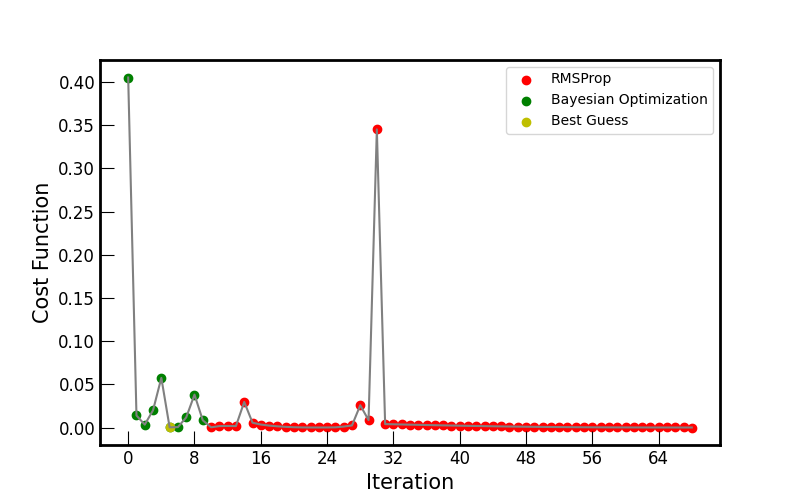 RMSProp
Bayesian Optimization
Best Guess
Cost Function
0.40
0.35
0.30
0.25
0.20
0.15
0.10
0.05
0.00
0 8 16 24 32 40 48 56 64
Iteration